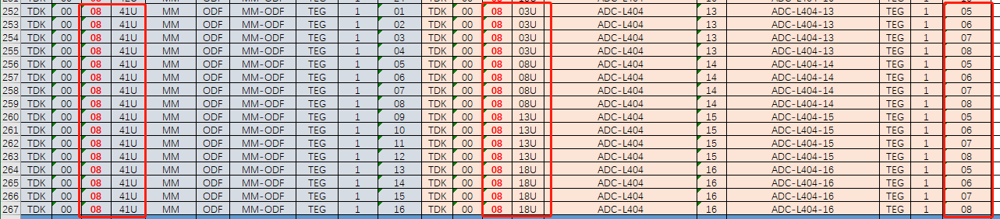 252 TDK 00 08 41U MM ODF MM-ODF TEG 1 01 TDK 00 08 03U ADC-L404 13 ADC-L404-13 TEG 1 05
253 TDK 00 08 41U MM ODF MM-ODF TEG 1 02 TDK 00 08 03U ADC-L404 13 ADC-L404-13 TEG 1 06
254 TDK 00 08 41U MM ODF MM-ODF TEG 1 03 TDK 00 08 03U ADC-L404 13 ADC-L404-13 TEG 1 07
255 TDK 00 08 41U MM ODF MM-ODF TEG 1 04 TDK 00 08 03U ADC-L404 13 ADC-L404-13 TEG 1 08
256 TDK 00 08 41U MM ODF MM-ODF TEG 1 05 TDK 00 08 08U ADC-L404 14 ADC-L404-14 TEG 1 05
257 TDK 00 08 41U MM ODF MM-ODF TEG 1 06 TDK 00 08 08U ADC-L404 14 ADC-L404-14 TEG 1 06
258 TDK 00 08 41U MM ODF MM-ODF TEG 1 07 TDK 00 08 08U ADC-L404 14 ADC-L404-14 TEG 1 07
259 TDK 00 08 41U MM ODF MM-ODF TEG 1 08 TDK 00 08 08U ADC-L404 14 ADC-L404-14 TEG 1 08
260 TDK 00 08 41U MM ODF MM-ODF TEG 1 09 TDK 00 08 13U ADC-L404 15 ADC-L404-15 TEG 1 05
261 TDK 00 08 41U MM ODF MM-ODF TEG 1 10 TDK 00 08 13U ADC-L404 15 ADC-L404-15 TEG 1 06
262 TDK 00 08 41U MM ODF MM-ODF TEG 1 11 TDK 00 08 13U ADC-L404 15 ADC-L404-15 TEG 1 07
263 TDK 00 08 41U MM ODF MM-ODF TEG 1 12 TDK 00 08 13U ADC-L404 15 ADC-L404-15 TEG 1 08
264 TDK 00 08 41U MM ODF MM-ODF TEG 1 13 TDK 00 08 18U ADC-L404 16 ADC-L404-16 TEG 1 05
265 TDK 00 08 41U MM ODF MM-ODF TEG 1 14 TDK 00 08 18U ADC-L404 16 ADC-L404-16 TEG 1 06
266 TDK 00 08 41U MM ODF MM-ODF TEG 1 15 TDK 00 08 18U ADC-L404 16 ADC-L404-16 TEG 1 07
267 TDK 00 08 41U MM ODF MM-ODF TEG 1 16 TDK 00 08 18U ADC-L404 16 ADC-L404-16 TEG 1 08